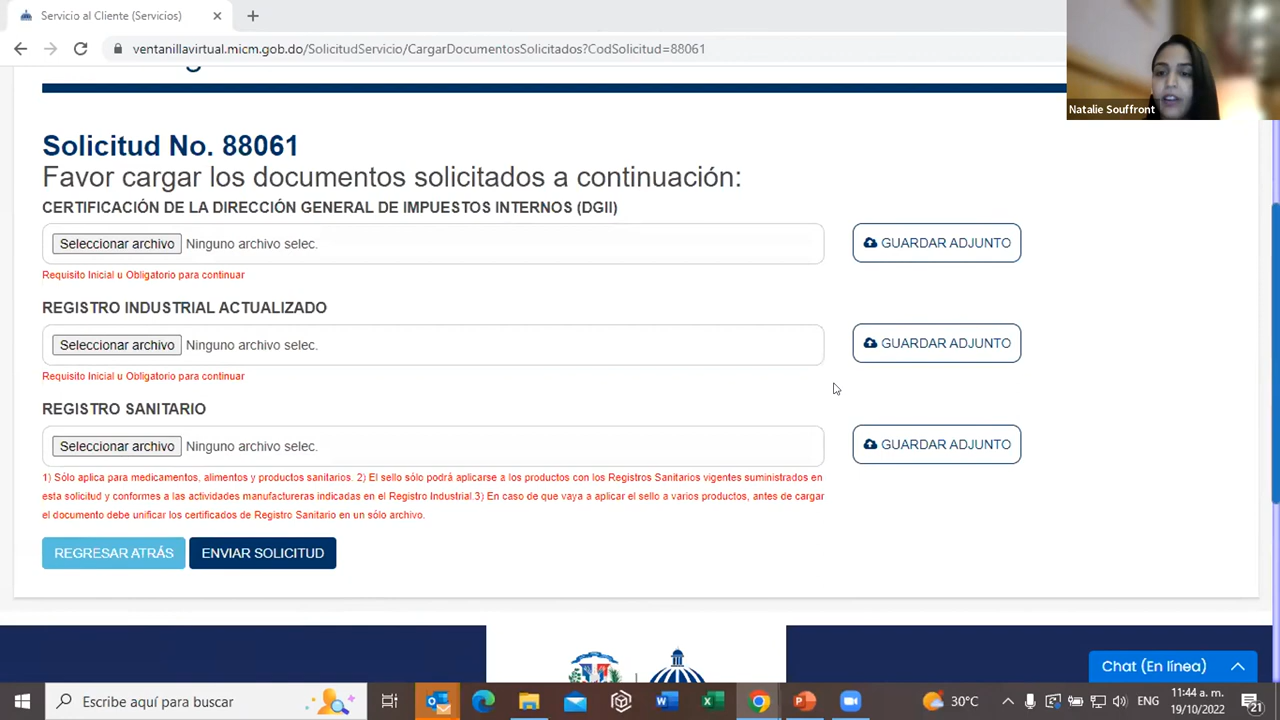 Servicio al Cliente (Servicios)
ventanillavirtual.micm.gob.do/SolicitudServicio/CargarDocumentosSolicitados?CodSolicitud=88061
Natalie Souffront
Solicitud No. 88061
Favor cargar los documentos solicitados a continuación:
CERTIFICACIÓN DE LA DIRECCIÓN GENERAL DE IMPUESTOS INTERNOS (DGII)
Seleccionar archivo Ninguno archivo selec.
GUARDAR ADJUNTO
Requisito Inicial u Obligatorio para continuar
REGISTRO INDUSTRIAL ACTUALIZADO
Seleccionar archivo Ninguno archivo selec.
GUARDAR ADJUNTO
Requisito Inicial u Obligatorio para continuar
REGISTRO SANITARIO
Seleccionar archivo Ninguno archivo selec.
GUARDAR ADJUNTO
1) Sólo aplica para medicamentos, alimentos y productos sanitarios. 2) El sello sólo podrá aplicarse a los productos con los Registros Sanitarios vigentes suministrados en
esta solicitud y conformes a las actividades manufactureras indicadas en el Registro Industrial.3) En caso de que vaya a aplicar el sello a varios productos, antes de cargar
el documento debe unificar los certificados de Registro Sanitario en un sólo archivo.
REGRESAR ATRÁS
ENVIAR SOLICITUD
Chat (En línea)
Escribe aquí para buscar
30°C
ENG
11:44 a. m.
19/10/2022
21